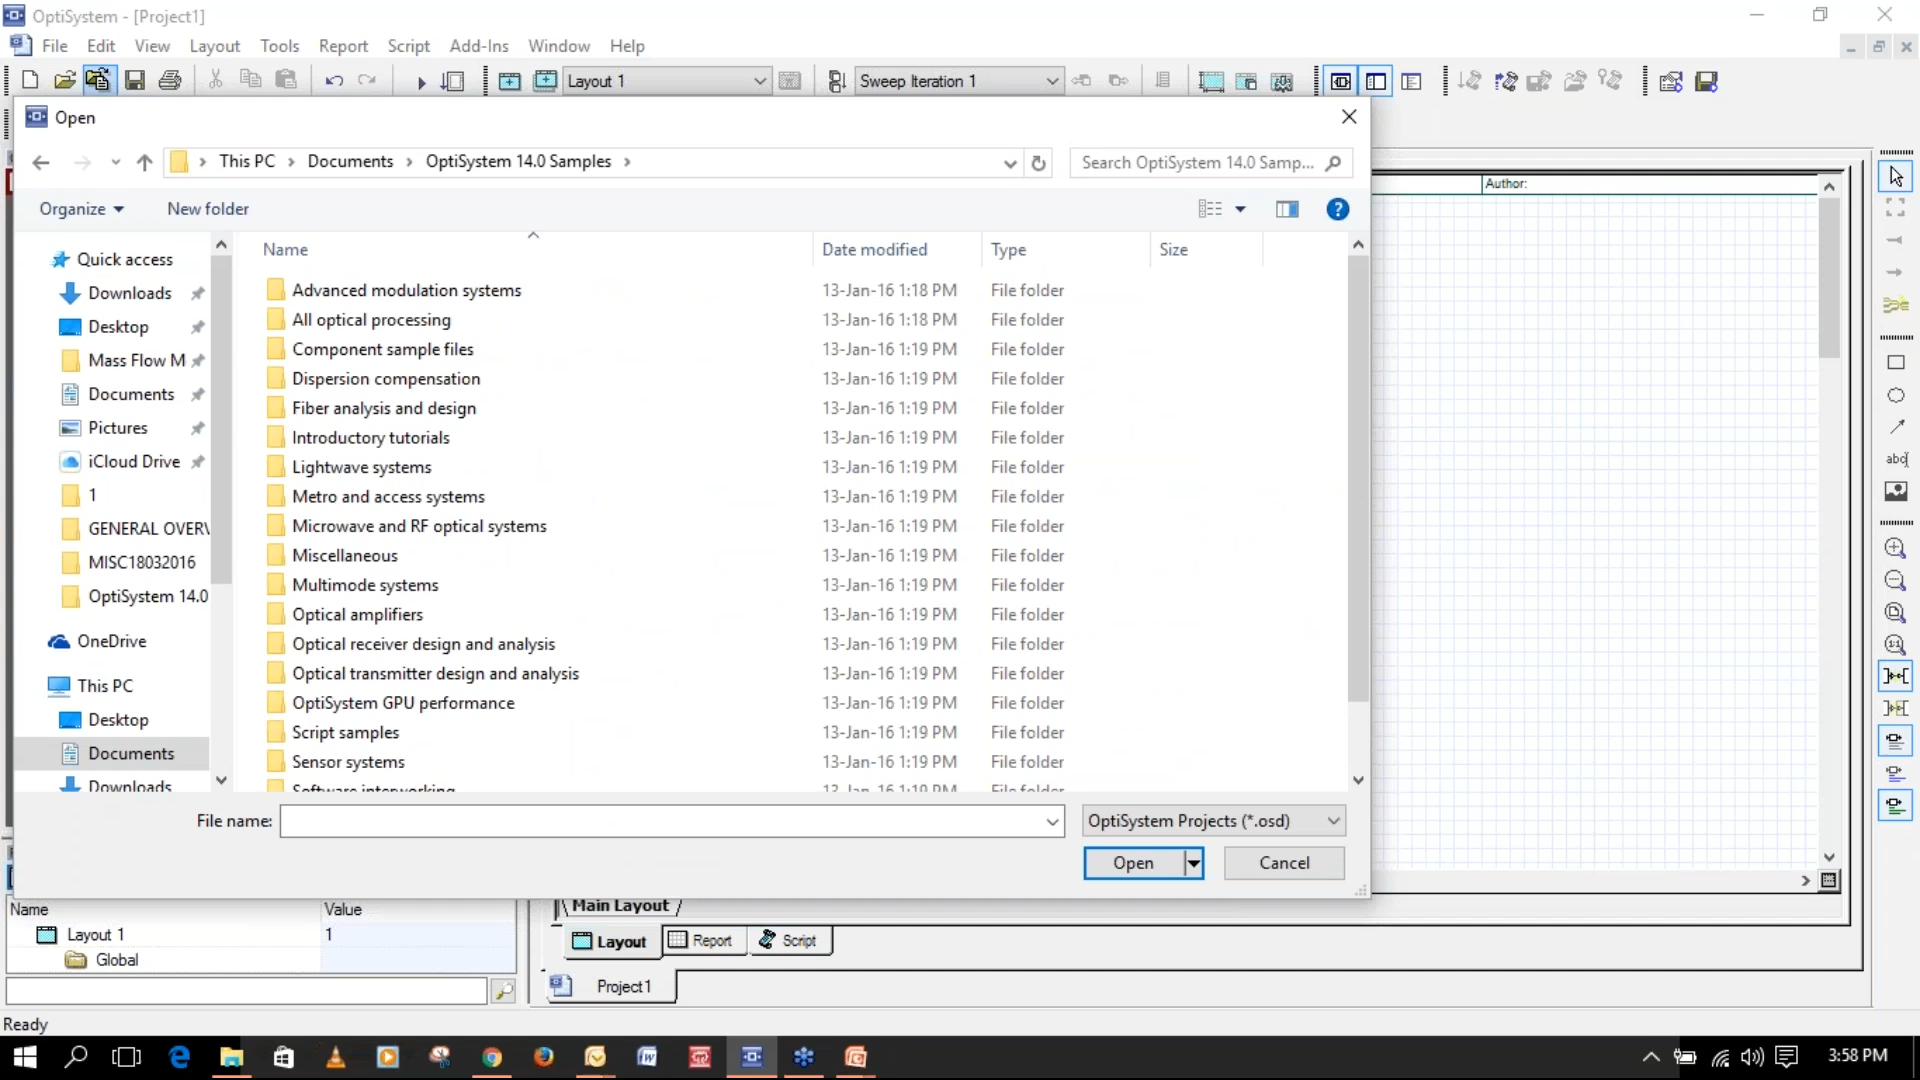 OptiSystem - [Project1]
File Edit View Layout Tools Report Script Add-Ins Window Help
Layout 1 Sweep Iteration 1
Open
This PC Documents OptiSystem 14.0 Samples Search OptiSystem 14.0 Samp...
Author:
Organize New folder
Quick access
Downloads
Desktop
Mass Flow M
Documents
Pictures
iCloud Drive
1
GENERAL OVERV
MISC18032016
OptiSystem 14.0
OneDrive
This PC
Desktop
Documents
Downloads
Name Date modified Type Size
Advanced modulation systems 13-Jan-16 1:18 PM File folder
All optical processing 13-Jan-16 1:18 PM File folder
Component sample files 13-Jan-16 1:19 PM File folder
Dispersion compensation 13-Jan-16 1:19 PM File folder
Fiber analysis and design 13-Jan-16 1:19 PM File folder
Introductory tutorials 13-Jan-16 1:19 PM File folder
Lightwave systems 13-Jan-16 1:19 PM File folder
Metro and access systems 13-Jan-16 1:19 PM File folder
Microwave and RF optical systems 13-Jan-16 1:19 PM File folder
Miscellaneous 13-Jan-16 1:19 PM File folder
Multimode systems 13-Jan-16 1:19 PM File folder
Optical amplifiers 13-Jan-16 1:19 PM File folder
Optical receiver design and analysis 13-Jan-16 1:19 PM File folder
Optical transmitter design and analysis 13-Jan-16 1:19 PM File folder
OptiSystem GPU performance 13-Jan-16 1:19 PM File folder
Script samples 13-Jan-16 1:19 PM File folder
Sensor systems 13-Jan-16 1:19 PM File folder
Software interworking 13-Jan-16 1:19 PM File folder
File name: OptiSystem Projects (*.osd)
Open Cancel
Name Value
Layout 1 1
Global
Main Layout
Layout Report Script
Project1
Ready
abc
1:1
3:58 PM